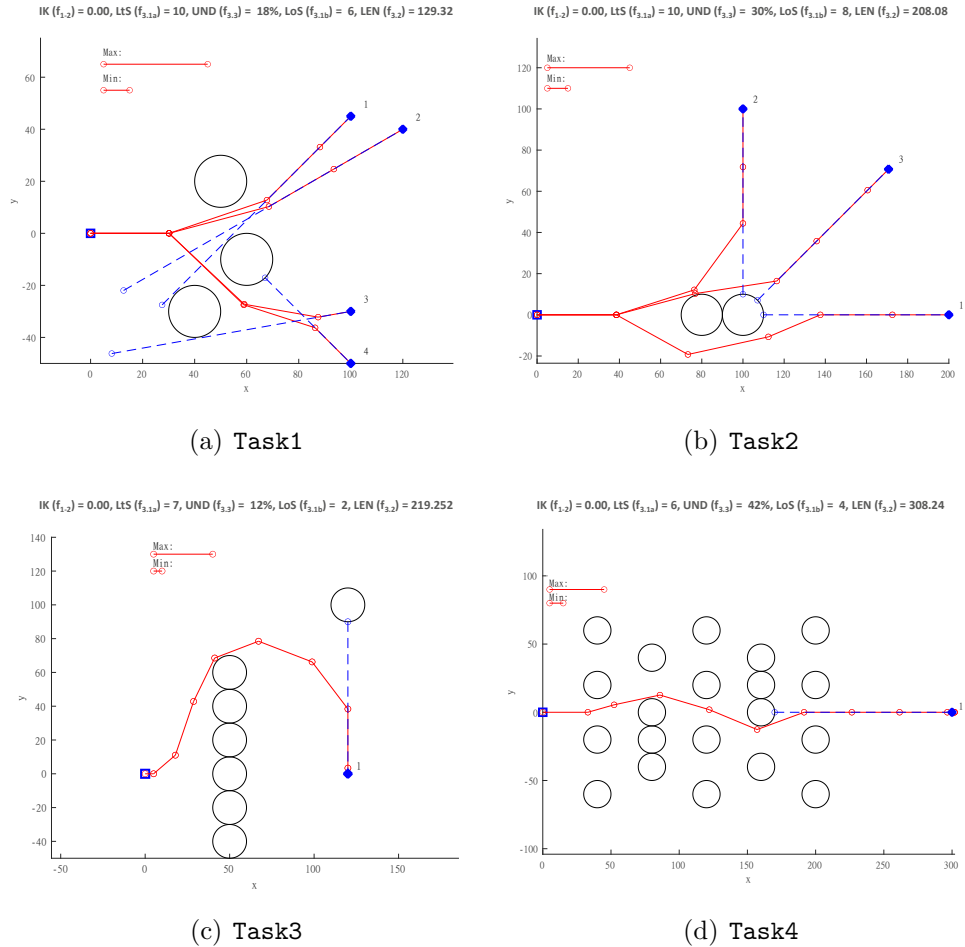 IK (f1-2) = 0.00, LtS (f3.1a) = 10, UND (f3.3) = 18%, LoS (f3.1b) = 6, LEN (f3.2) = 129.32
Max:
Min:
1
2
3
4
60
40
20
0
-20
-40
y
0 20 40 60 80 100 120
x
(a) Task1
IK (f1-2) = 0.00, LtS (f3.1a) = 10, UND (f3.3) = 30%, LoS (f3.1b) = 8, LEN (f3.2) = 208.08
Max:
Min:
2
3
1
120
100
80
60
40
20
0
-20
y
0 20 40 60 80 100 120 140 160 180 200
x
(b) Task2
IK (f1-2) = 0.00, LtS (f3.1a) = 7, UND (f3.3) = 12%, LoS (f3.1b) = 2, LEN (f3.2) = 219.252
Max:
Min:
1
140
120
100
80
60
40
20
0
-20
-40
y
-50 0 50 100 150
x
(c) Task3
IK (f1-2) = 0.00, LtS (f3.1a) = 6, UND (f3.3) = 42%, LoS (f3.1b) = 4, LEN (f3.2) = 308.24
Max:
Min:
1
100
50
0
-50
-100
y
0 50 100 150 200 250 300
x
(d) Task4